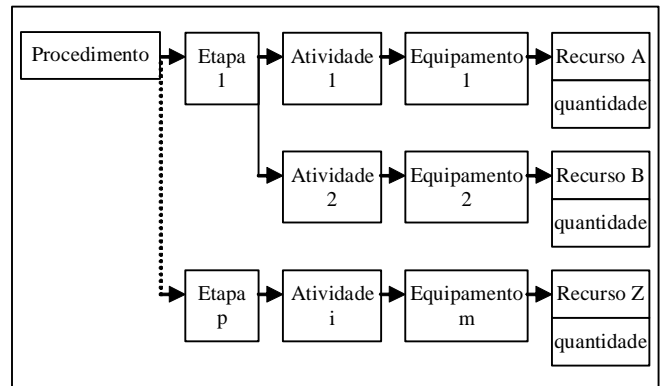 Procedimento
Etapa
1
Atividade
1
Equipamento
1
Recurso A
quantidade
Atividade
2
Equipamento
2
Recurso B
quantidade
Etapa
p
Atividade
i
Equipamento
m
Recurso Z
quantidade